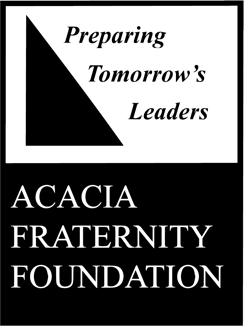 Preparing
Tomorrow's
Leaders
ACACIA
FRATERNITY
FOUNDATION